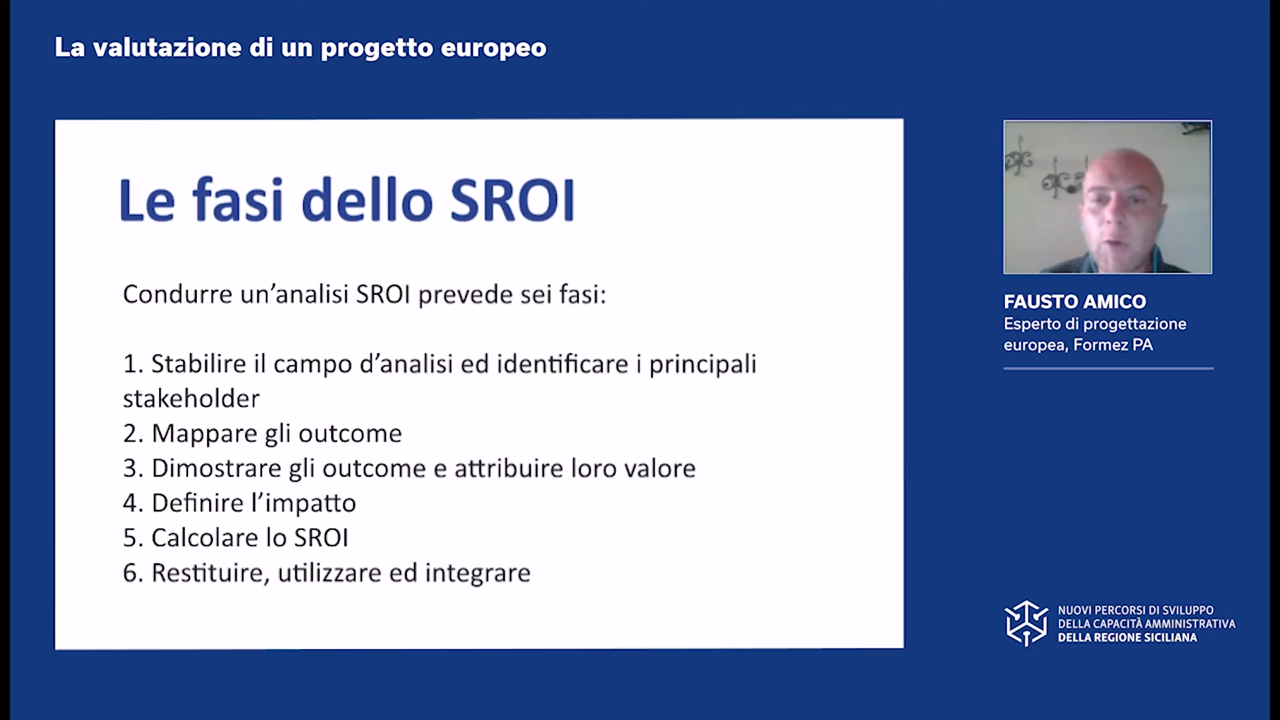 La valutazione di un progetto europeo
Le fasi dello SROI
Condurre un’analisi SROI prevede sei fasi:
1. Stabilire il campo d’analisi ed identificare i principali
stakeholder
2. Mappare gli outcome
3. Dimostrare gli outcome e attribuire loro valore
4. Definire l’impatto
5. Calcolare lo SROI
6. Restituire, utilizzare ed integrare
FAUSTO AMICO
Esperto di progettazione
europea, Formez PA
NUOVI PERCORSI DI SVILUPPO
DELLA CAPACITÀ AMMINISTRATIVA
DELLA REGIONE SICILIANA